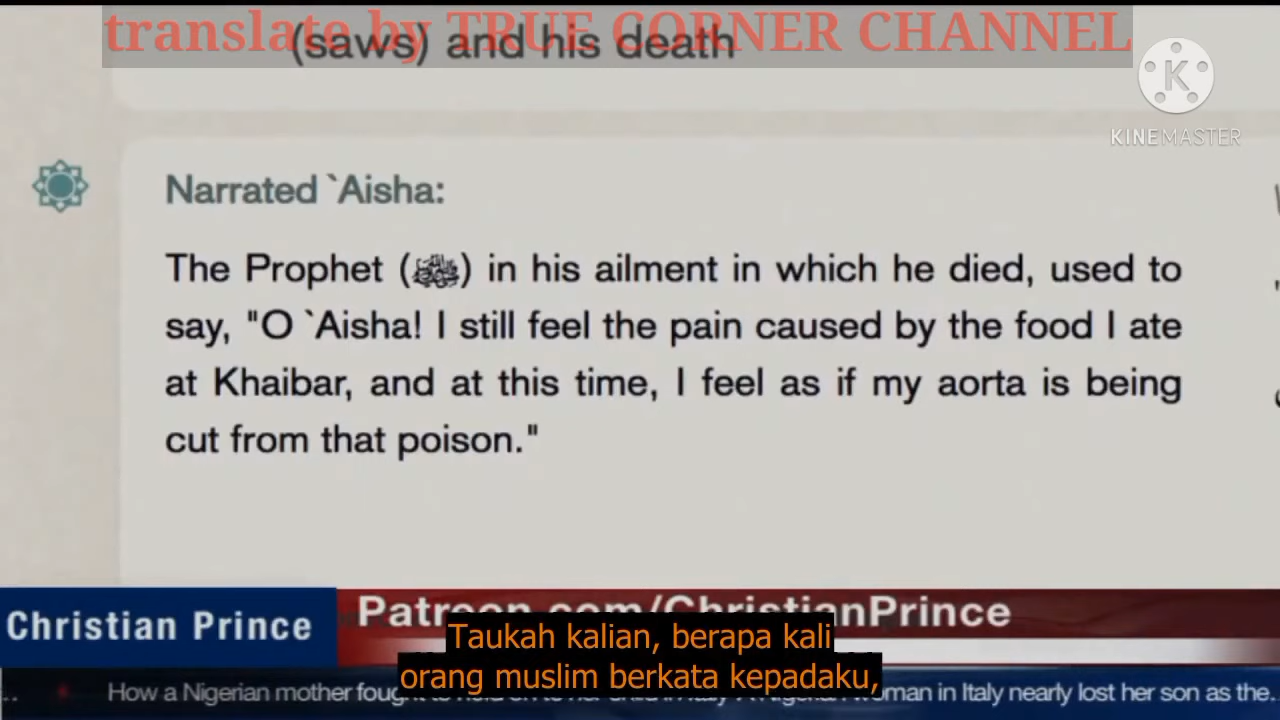 translate by TRUE CORNER CHANNEL
(saws) and his death
K
KINEMASTER
Narrated `Aisha:
The Prophet (ﷺ) in his ailment in which he died, used to
say, "O `Aisha! I still feel the pain caused by the food I ate
at Khaibar, and at this time, I feel as if my aorta is being
cut from that poison."
Christian Prince
Patreon.com/ChristianPrince
Taukah kalian, berapa kali
orang muslim berkata kepadaku,
How a Nigerian mother woman in Italy nearly lost her son as the..